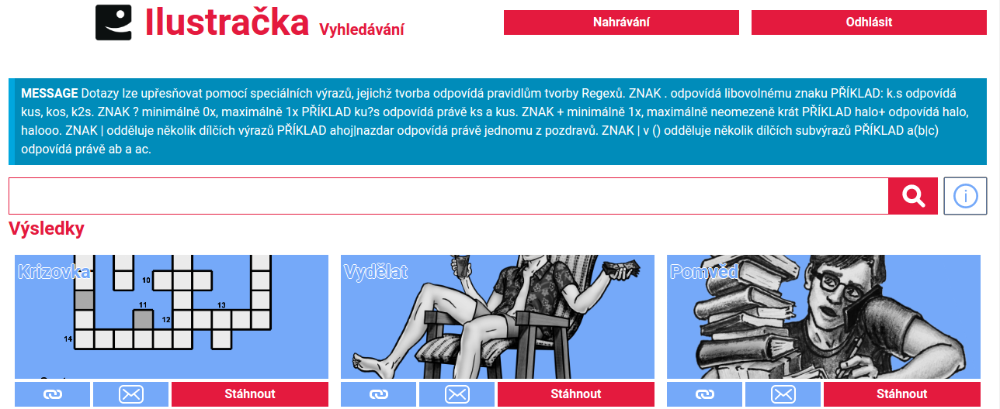 Ilustračka Vyhledávání
Nahrávání
Odhlásit
MESSAGE Dotazy lze upřesňovat pomocí speciálních výrazů, jejichž tvorba odpovídá pravidlům tvorby Regexů. ZNAK . odpovídá libovolnému znaku PŘÍKLAD: k.s odpovídá
kus, kos, k2s. ZNAK ? minimálně 0x, maximálně 1x PŘÍKLAD ku?s odpovídá právě ks a kus. ZNAK + minimálně 1x, maximálně neomezeně krát PŘÍKLAD halo+ odpovídá halo,
halooo. ZNAK | odděluje několik dílčích výrazů PŘÍKLAD ahoj|nazdar odpovídá právě jednomu z pozdravů. ZNAK | v () odděluje několik dílčích subvýrazů PŘÍKLAD a(b|c)
odpovídá právě ab a ac.
Výsledky
Krizovka
10
11
13
12
14
Stáhnout
Vydělat
Stáhnout
Pomvěd
Stáhnout